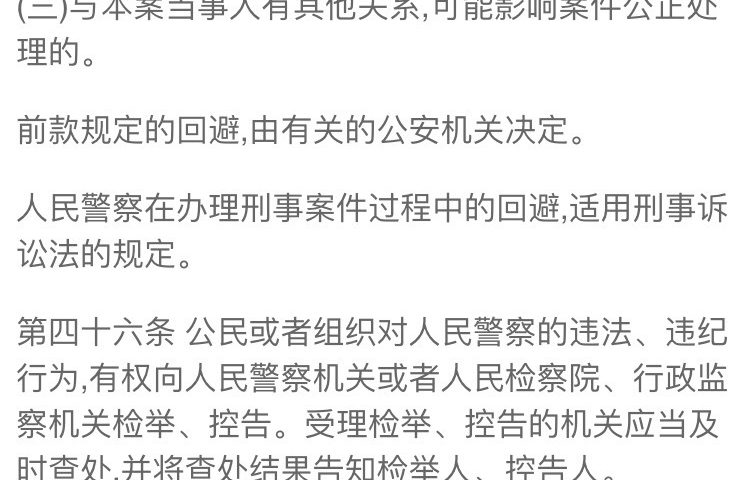 (三)与本案当事人有其他关系,可能影响案件公正处
理的。
前款规定的回避,由有关的公安机关决定。
人民警察在办理刑事案件过程中的回避,适用刑事诉
讼法的规定。
第四十六条 公民或者组织对人民警察的违法、违纪
行为,有权向人民警察机关或者人民检察院、行政监
察机关检举、控告。受理检举、控告的机关应当及
时查处,并将查处结果告知检举人、控告人。